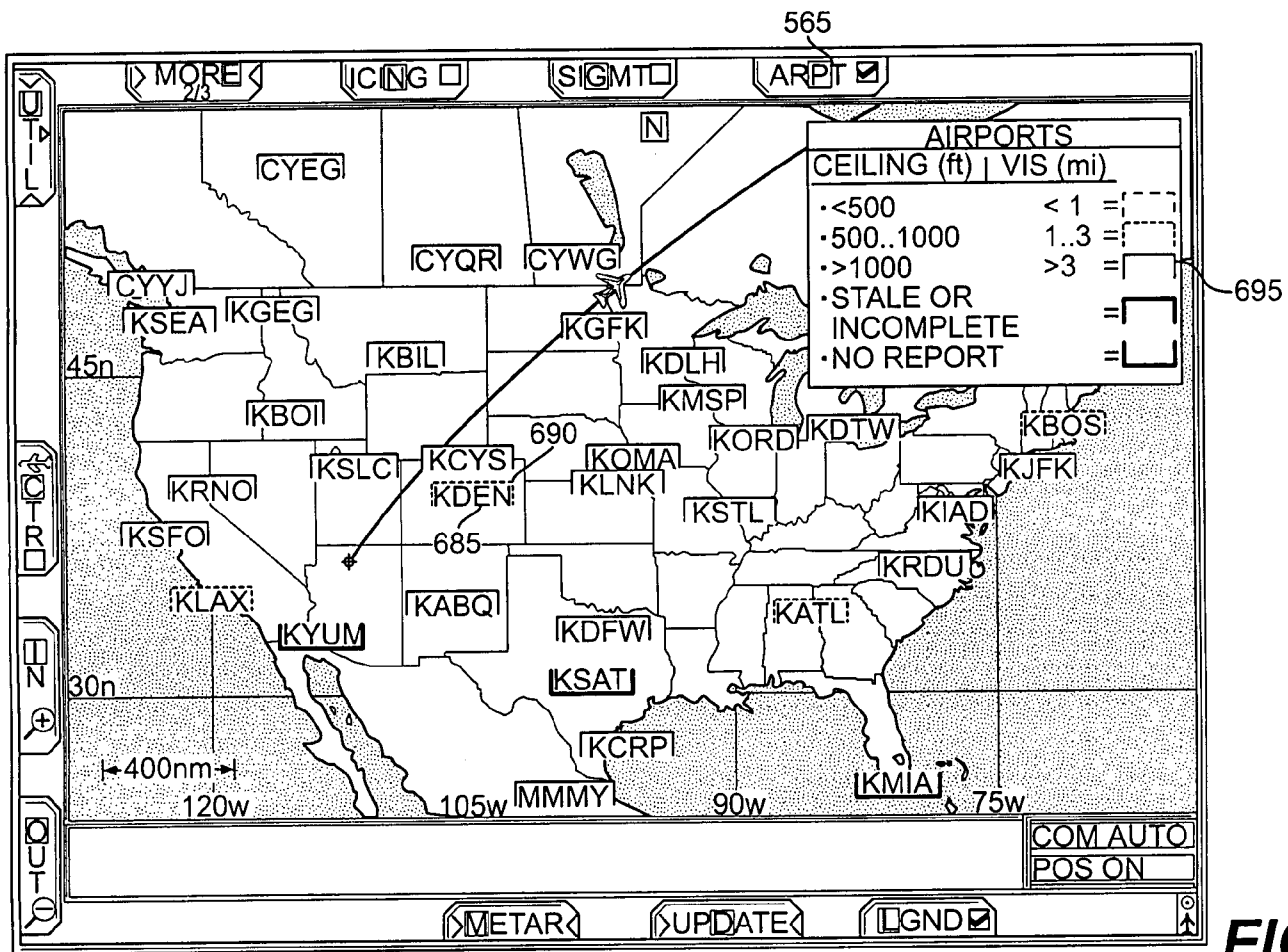 565
MORE
2/3
ICING
SIGMT
ARPT
UTIL
N
AIRPORTS
CEILING (ft) | VIS (mi)
·<500 < 1 =
·500..1000 1..3 =
·>1000 >3 =
·STALE OR
INCOMPLETE =
·NO REPORT =
695
CYEG
CYQR
CYWG
CYYJ
KSEA
KGEG
KGFK
KBIL
KDLH
45n
KMSP
KBOI
KORD
KDTW
KBOS
690
KSLC
KCYS
KOMA
KJFK
KRNO
KDEN
KLNK
CTR
KSTL
KIAD
KSFO
685
KRDU
KLAX
KABQ
KATL
KYUM
KDFW
IN
30n
KSAT
KCRP
400nm
KMIA
120w
105w
MMMY
90w
75w
OUT
COM AUTO
POS ON
METAR
UPDATE
LGND